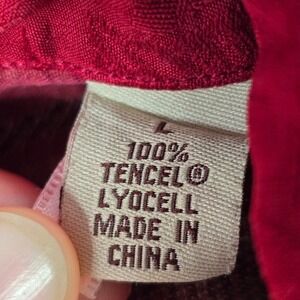 L
100%
TENCEL®
LYOCELL
MADE IN
CHINA